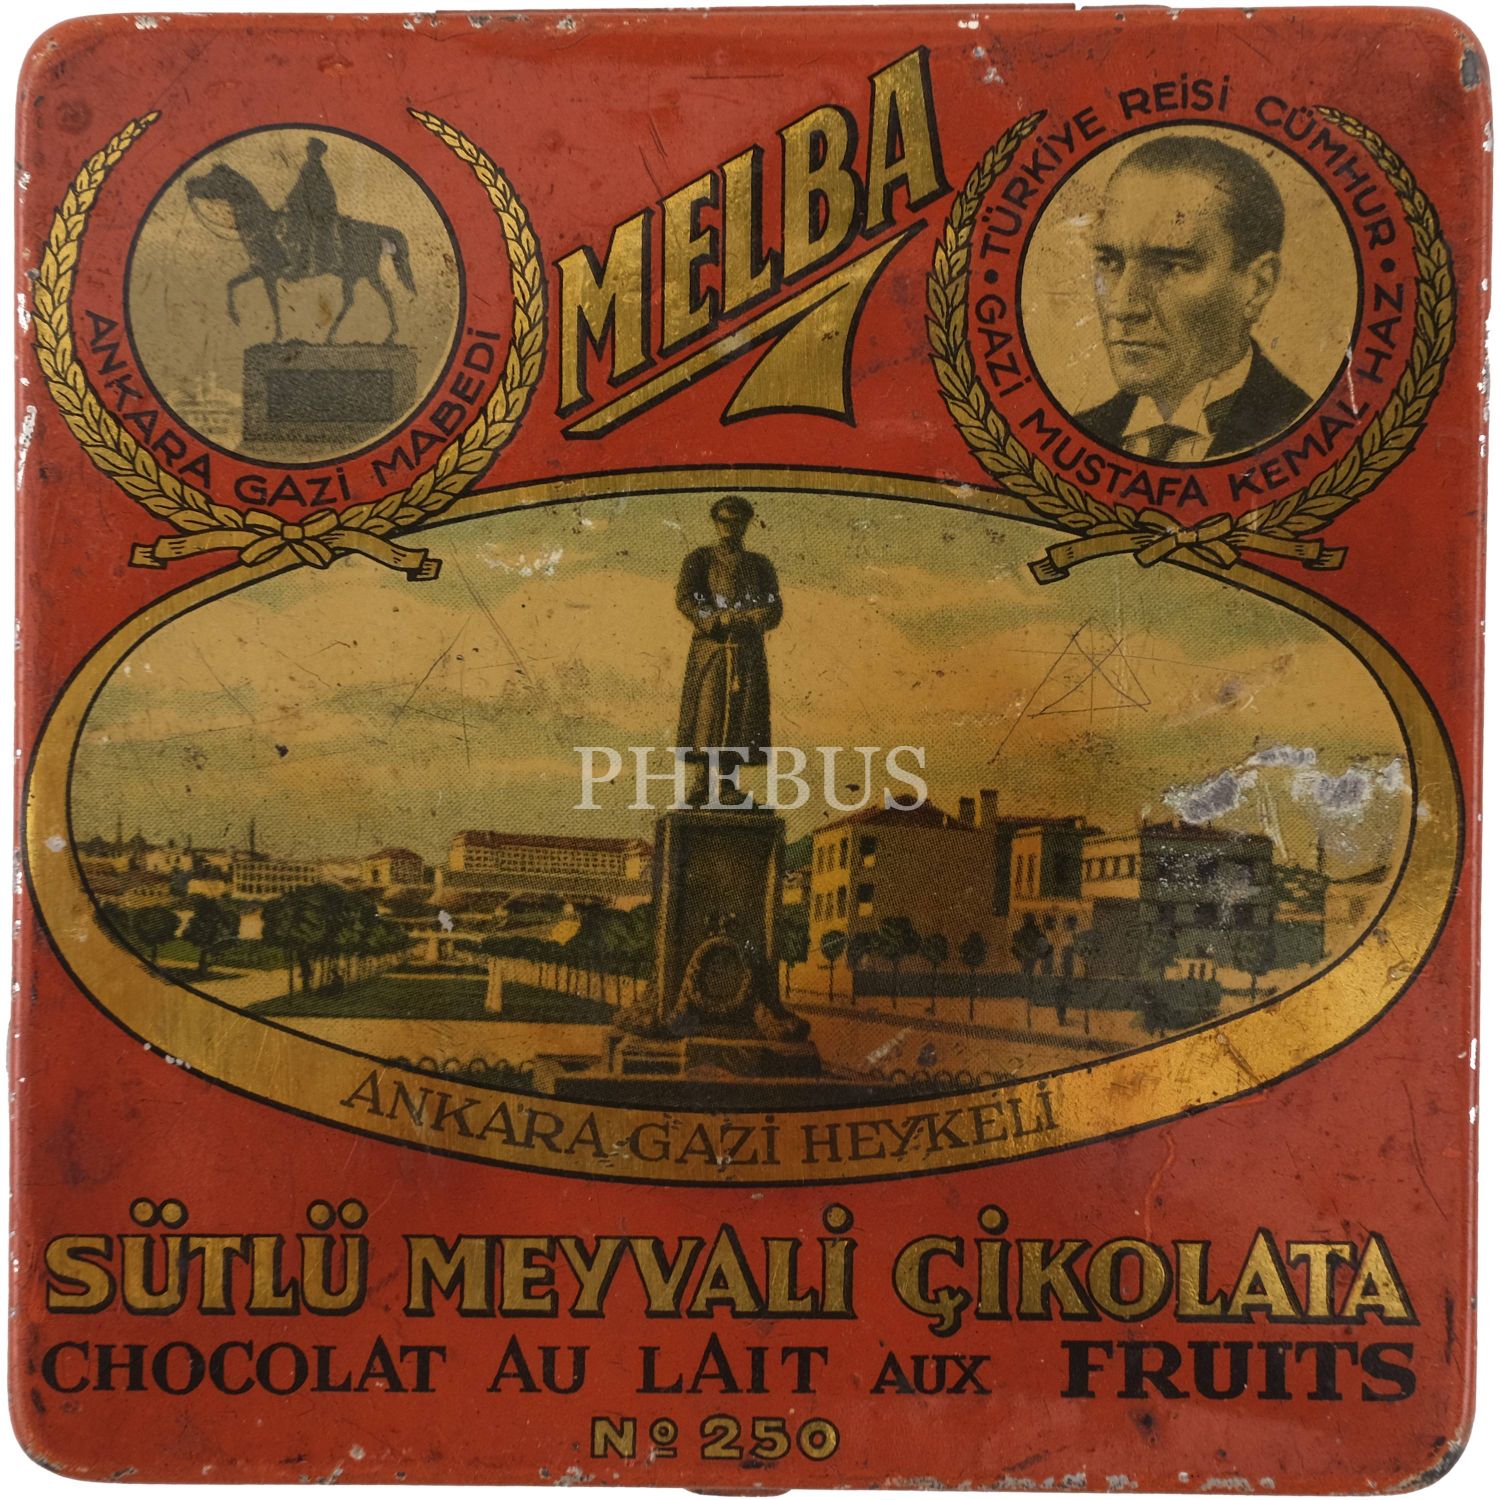 MELBA
ANKARA GAZİ MABEDİ
• GAZİ MUSTAFA KEMAL HAZ •
TÜRKİYE REİSİ CÜMHUR
PHEBUS
ANKARA GAZİ HEYKELİ
SÜTLÜ MEYVALİ ÇİKOLATA
CHOCOLAT AU LAIT AUX FRUITS
Nº 250